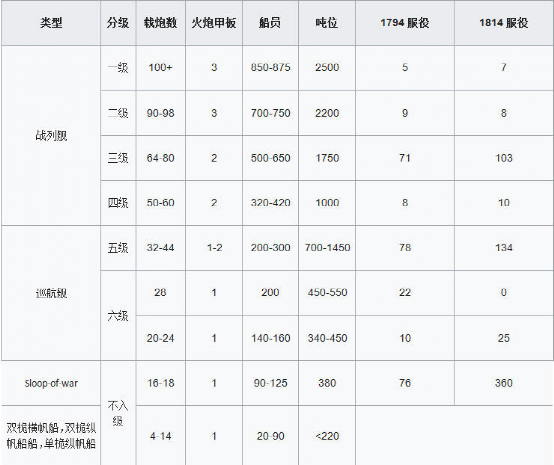 类型 分级 载炮数 火炮甲板 船员 吨位 1794 服役 1814 服役
战列舰 一级 100+ 3 850-875 2500 5 7
二级 90-98 3 700-750 2200 9 8
三级 64-80 2 500-650 1750 71 103
四级 50-60 2 320-420 1000 8 10
巡航舰 五级 32-44 1-2 200-300 700-1450 78 134
六级 28 1 200 450-550 22 0
20-24 1 140-160 340-450 10 25
Sloop-of-war 不入级 16-18 1 90-125 380 76 360
双桅横帆船,双桅纵
帆船船,单桅纵帆船 4-14 1 20-90 <220